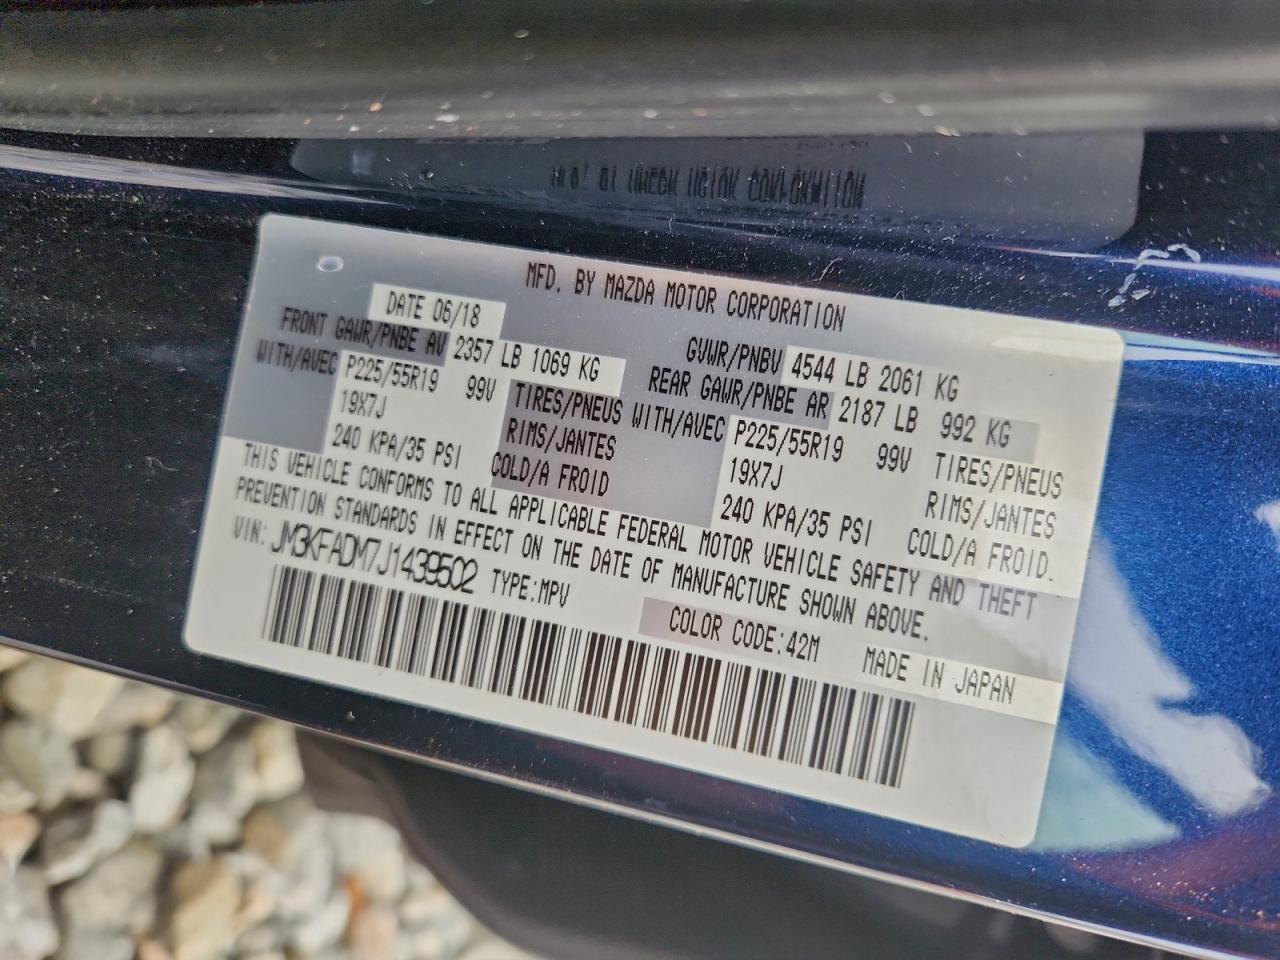 MFD. BY MAZDA MOTOR CORPORATION
DATE 06/18 GVWR/PNBV 4544 LB 2061 KG
FRONT GAWR/PNBE AV 2357 LB 1069 KG REAR GAWR/PNBE AR 2187 LB 992 KG
WITH/AVEC P225/55R19 99V TIRES/PNEUS WITH/AVEC P225/55R19 99V TIRES/PNEUS
19X7J RIMS/JANTES 19X7J RIMS/JANTES
240 KPA/35 PSI COLD/A FROID 240 KPA/35 PSI COLD/A FROID.
THIS VEHICLE CONFORMS TO ALL APPLICABLE FEDERAL MOTOR VEHICLE SAFETY AND THEFT
PREVENTION STANDARDS IN EFFECT ON THE DATE OF MANUFACTURE SHOWN ABOVE.
VIN: JM3KFADM7J1439502 TYPE:MPV COLOR CODE:42M MADE IN JAPAN